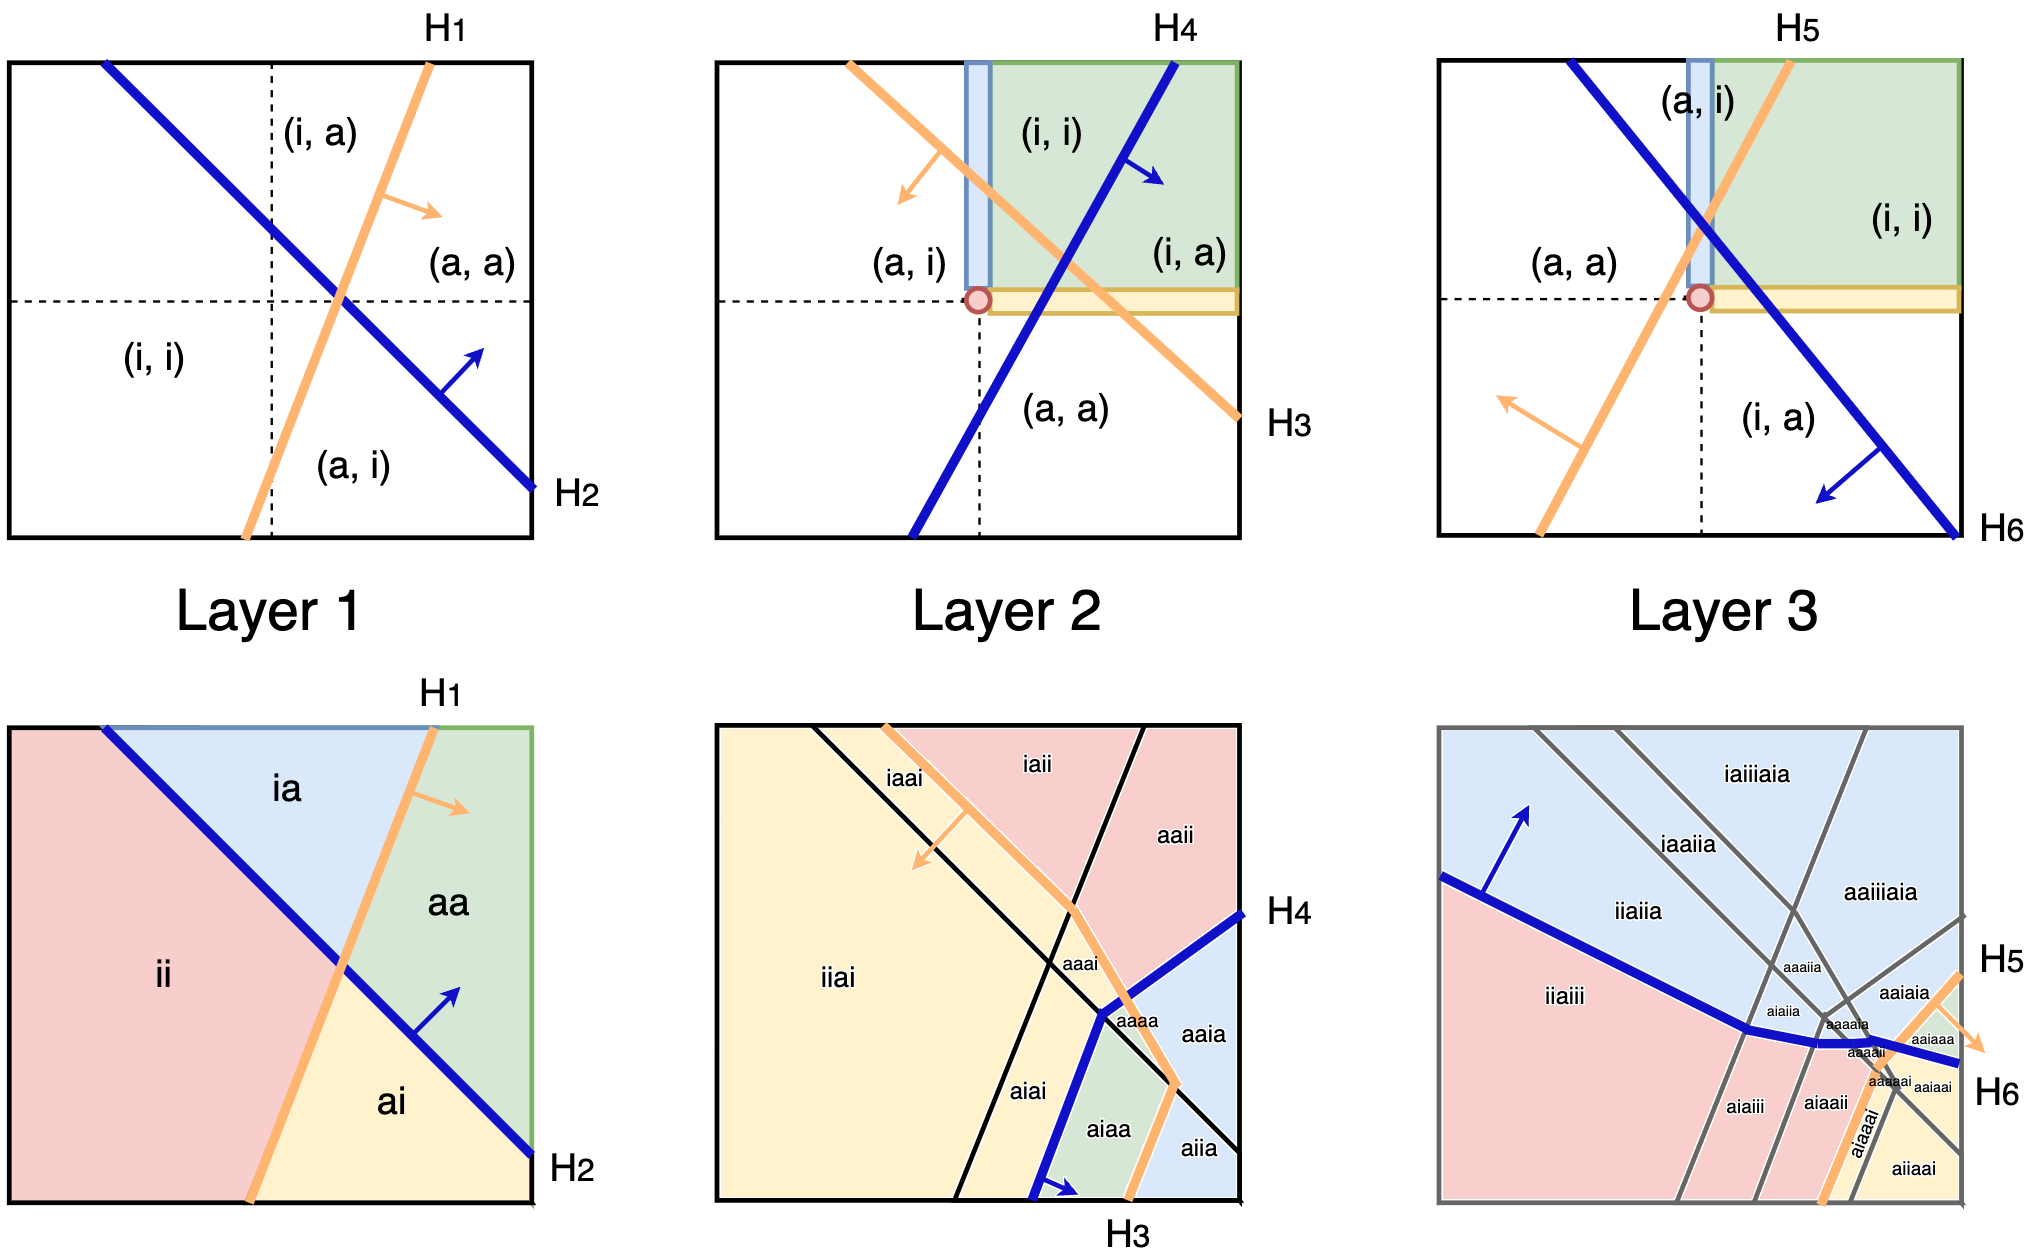 H1
(i, a)
(a, a)
(i, i)
(a, i)
H2
H4
(i, i)
(a, i)
(i, a)
(a, a)
H3
H5
(a, i)
(i, i)
(a, a)
(i, a)
H6
Layer 1
Layer 2
Layer 3
H1
ia
aa
ii
ai
H2
iaai
iaii
aaii
H4
aaai
iiai
aaaa
aaia
aiai
aiaa
aiia
H3
iaiiiaia
iaaiia
aaiiiaia
iiaiia
H5
aaaiia
iiaiii
aaiaia
aiaiia
aaaaia
aaiaaa
aaaaii
aaaaai
aaiaai
H6
aiaiii
aiaaii
aiaaai
aiiaai